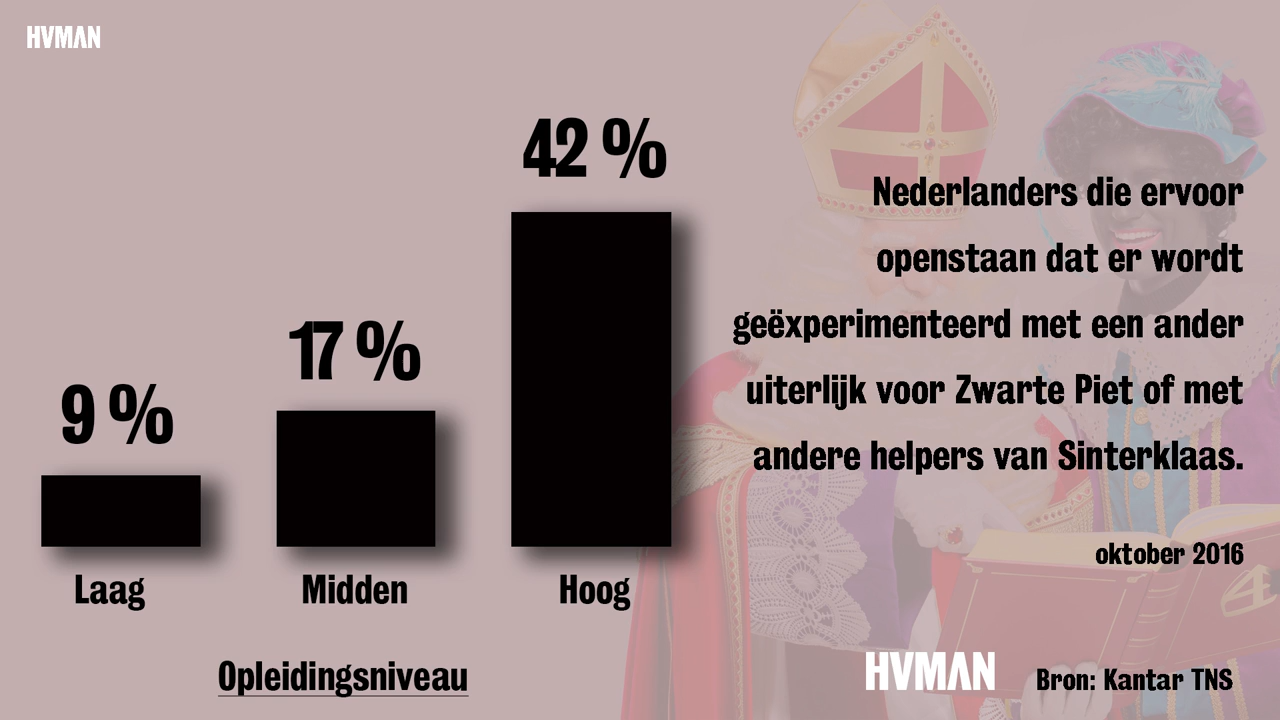 HVMAN
42 %
17 %
9 %
Laag
Midden
Hoog
Opleidingsniveau
Nederlanders die ervoor
openstaan dat er wordt
geëxperimenteerd met een ander
uiterlijk voor Zwarte Piet of met
andere helpers van Sinterklaas.
oktober 2016
HVMAN
Bron: Kantar TNS